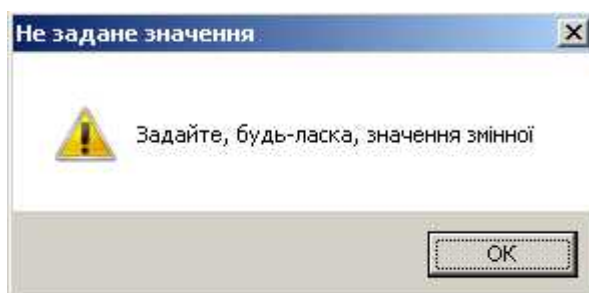 Не задане значення
Задайте, будь-ласка, значення змінної
OK